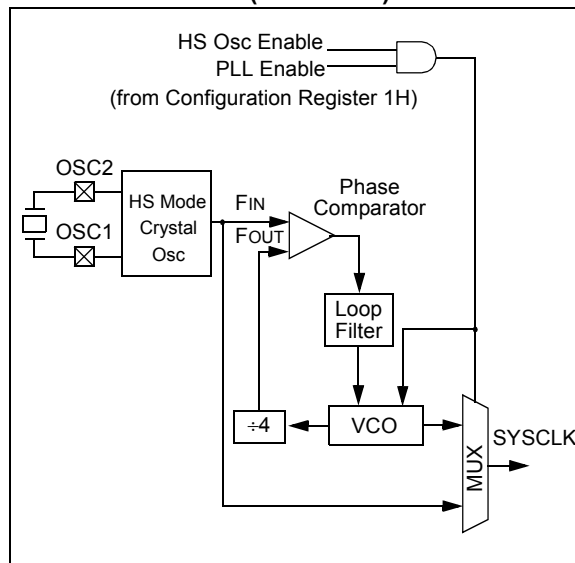 HS Osc Enable
PLL Enable
(from Configuration Register 1H)
OSC2
OSC1
HS Mode
Crystal
Osc
FIN
FOUT
Phase
Comparator
Loop
Filter
÷4
VCO
MUX
SYSCLK